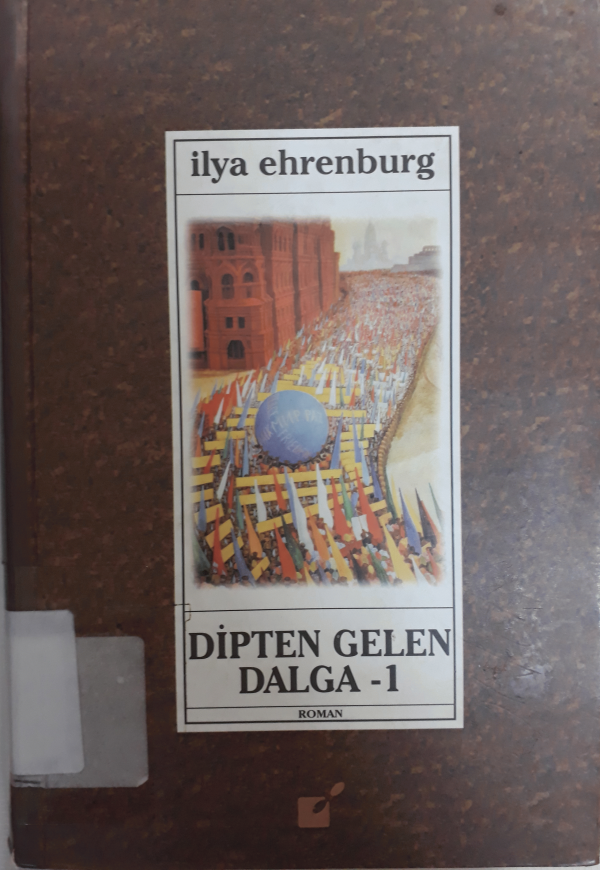 ilya ehrenburg
DİPTEN GELEN
DALGA -1
ROMAN